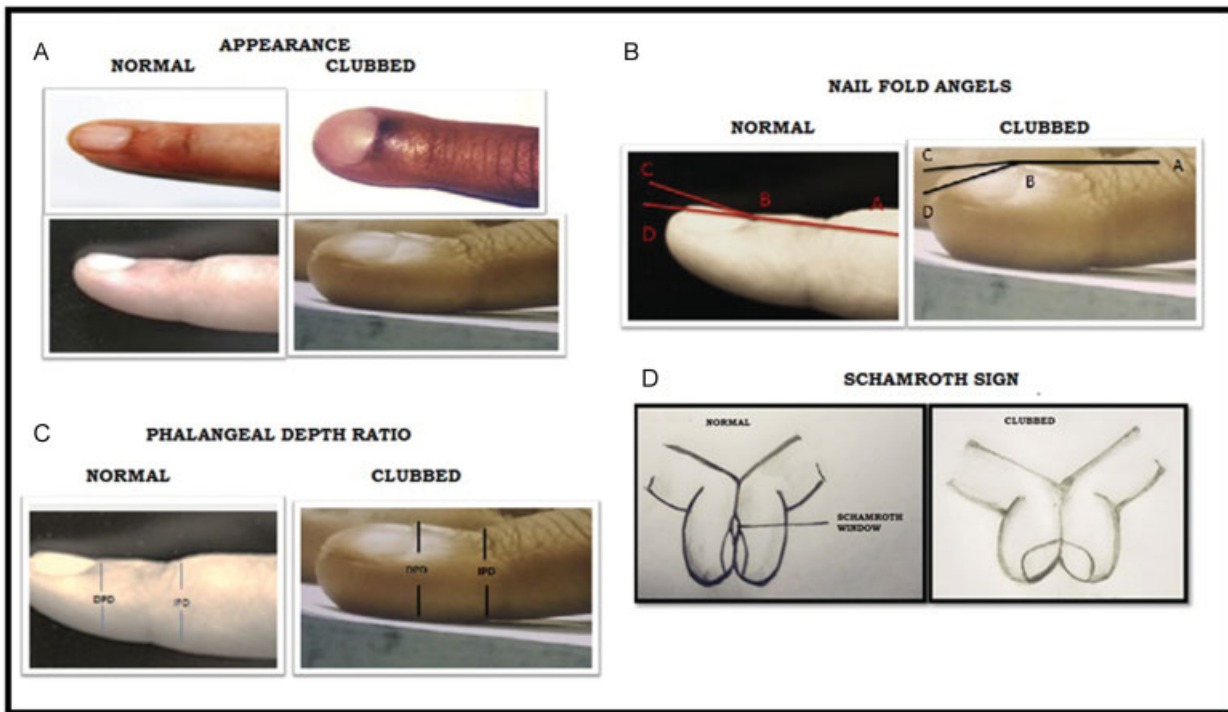 A
APPEARANCE
NORMAL CLUBBED
B
NAIL FOLD ANGELS
NORMAL CLUBBED
C
B
A
D
C
A
B
D
C
PHALANGEAL DEPTH RATIO
NORMAL CLUBBED
DPD IPD
DPD IPD
D
SCHAMROTH SIGN
NORMAL
SCHAMROTH
WINDOW
CLUBBED